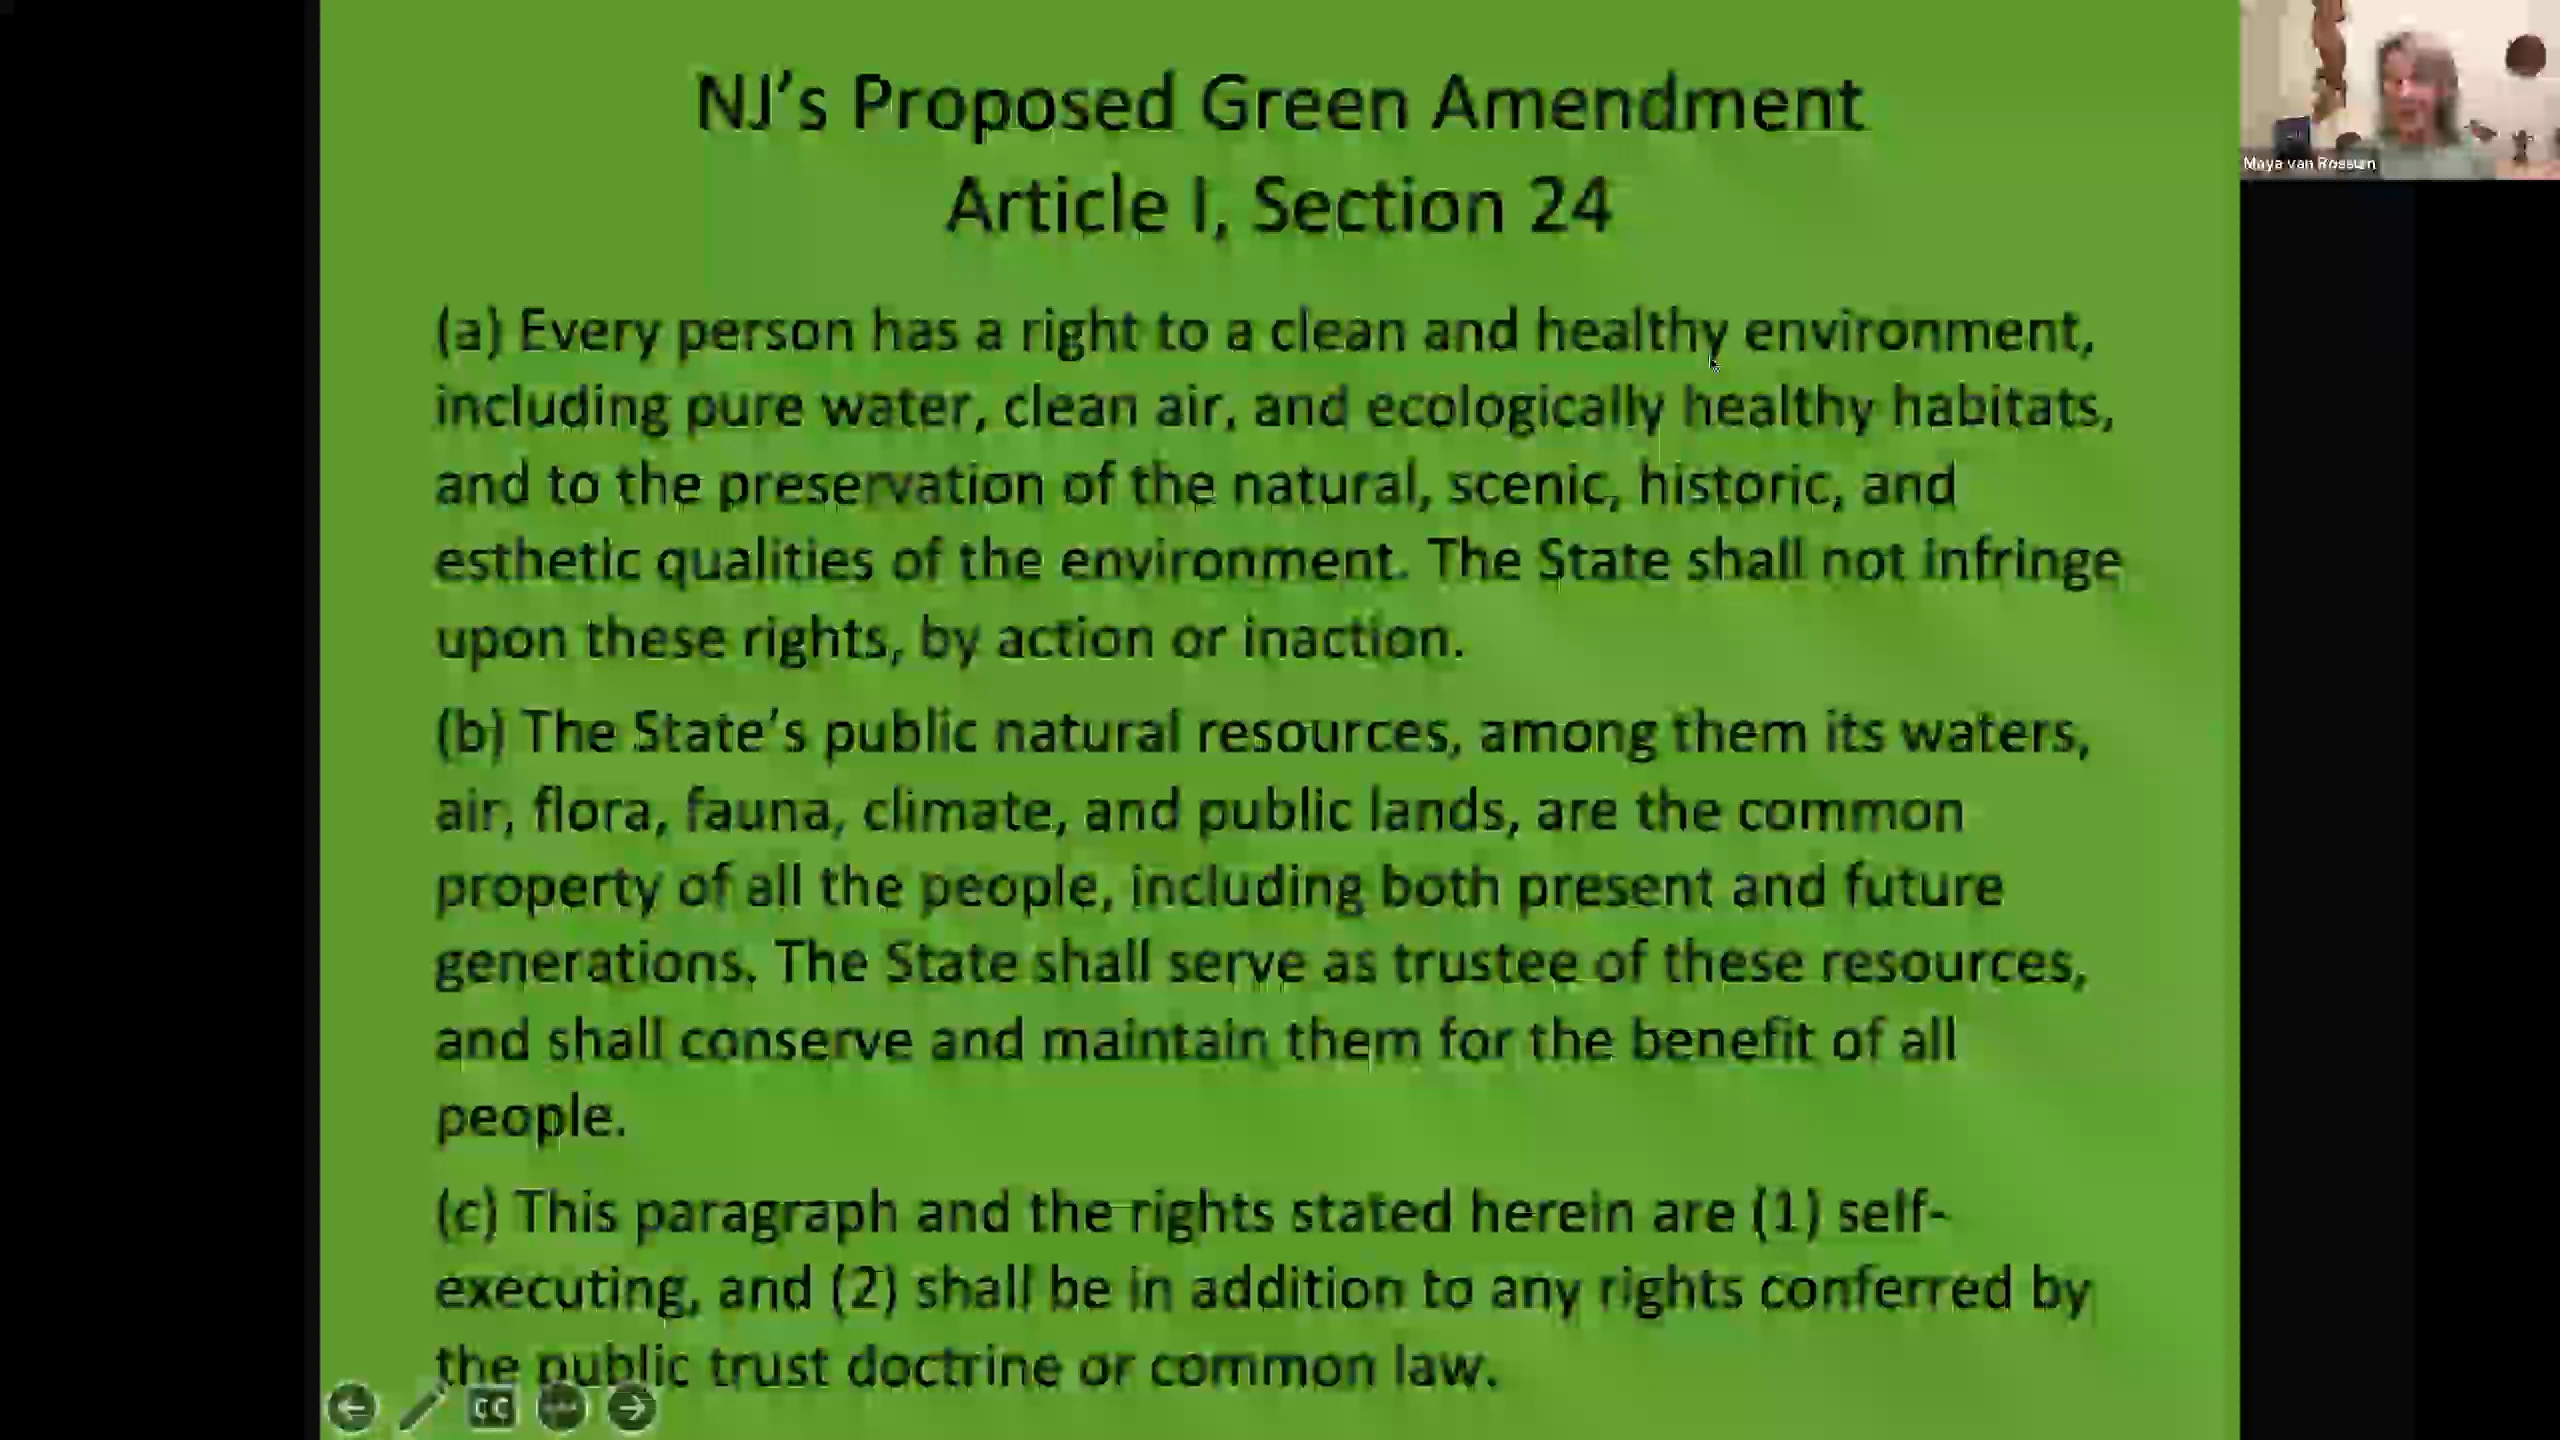 NJ's Proposed Green Amendment
Article I, Section 24
(a) Every person has a right to a clean and healthy environment,
including pure water, clean air, and ecologically healthy habitats,
and to the preservation of the natural, scenic, historic, and
esthetic qualities of the environment. The State shall not infringe
upon these rights, by action or inaction.
(b) The State's public natural resources, among them its waters,
air, flora, fauna, climate, and public lands, are the common
property of all the people, including both present and future
generations. The State shall serve as trustee of these resources,
and shall conserve and maintain them for the benefit of all
people.
(c) This paragraph and the rights stated herein are (1) self-
executing, and (2) shall be in addition to any rights conferred by
the public trust doctrine or common law.
CC
Maya van Rossum